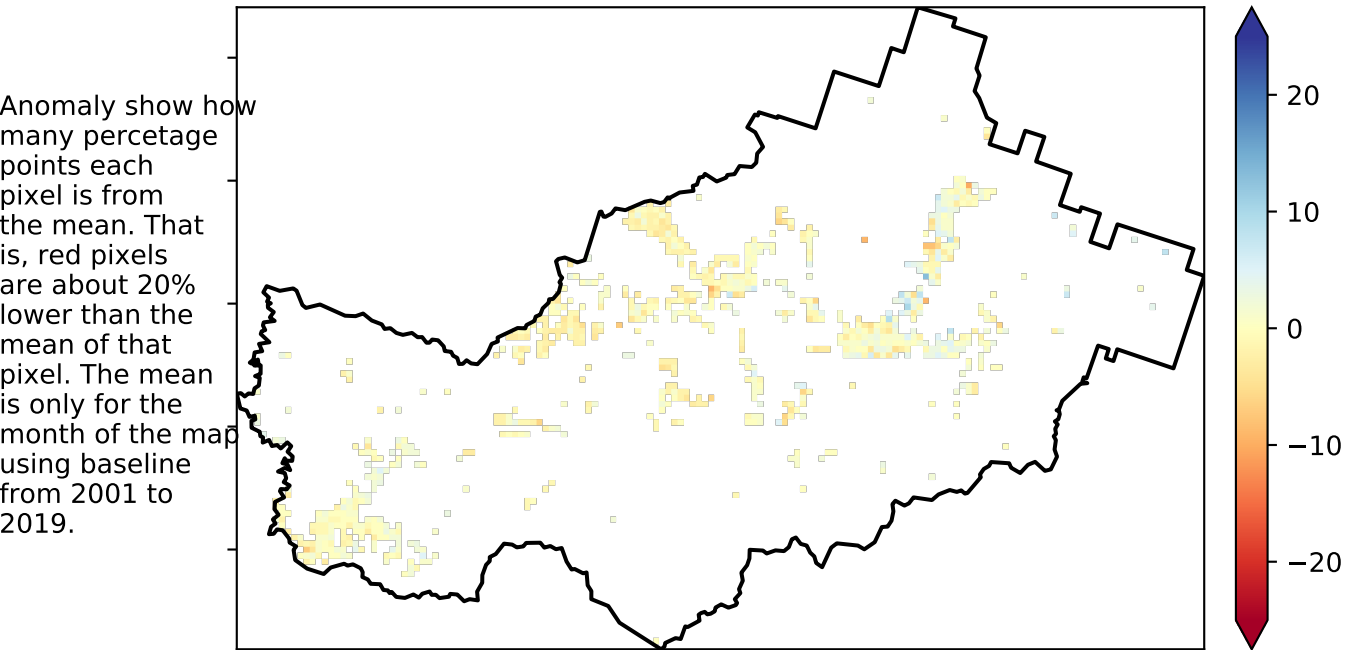 Anomaly show how
many percetage
points each
pixel is from
the mean. That
is, red pixels
are about 20%
lower than the
mean of that
pixel. The mean
is only for the
month of the map
using baseline
from 2001 to
2019.
20
10
0
−10
−20